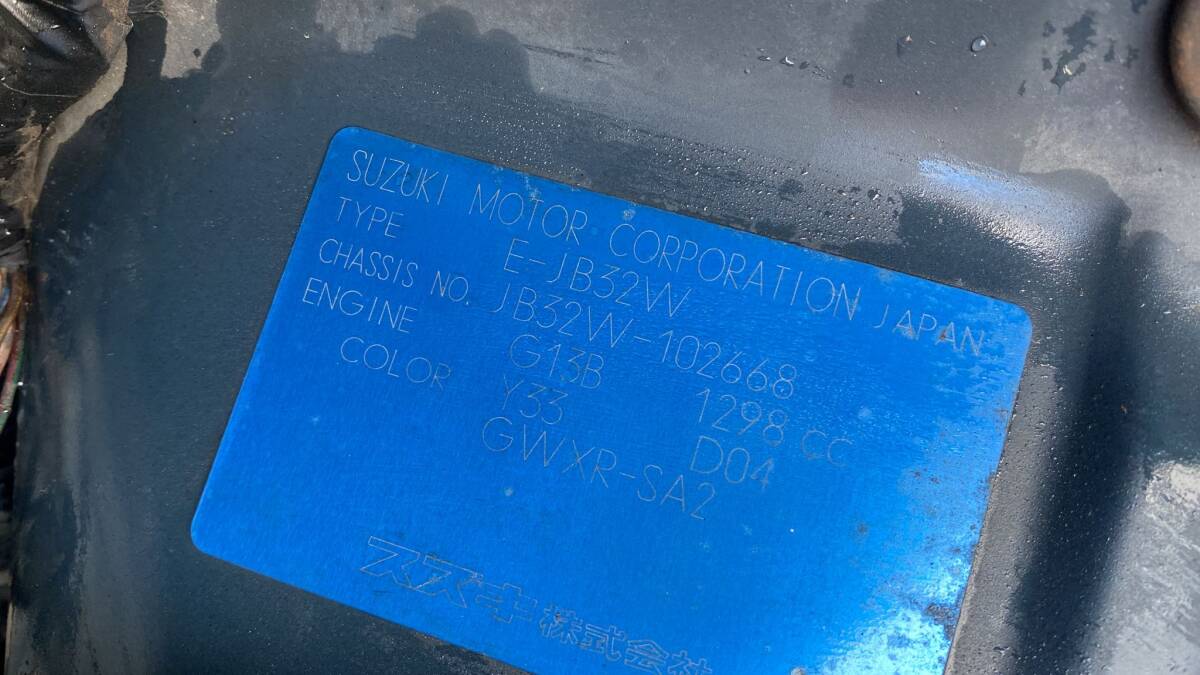 SUZUKI MOTOR CORPORATION JAPAN
TYPE E-JB32W
CHASSIS NO. JB32W-102668
ENGINE G13B 1298 CC
COLOR Y33 D04
GWXR-SA2
スズキ株式会社